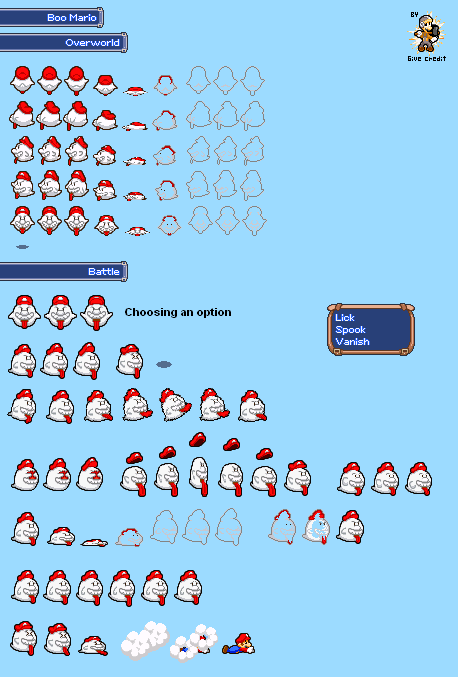 Boo Mario
BY
Overworld
Give credit
Battle
Choosing an option
Lick
Spook
Vanish